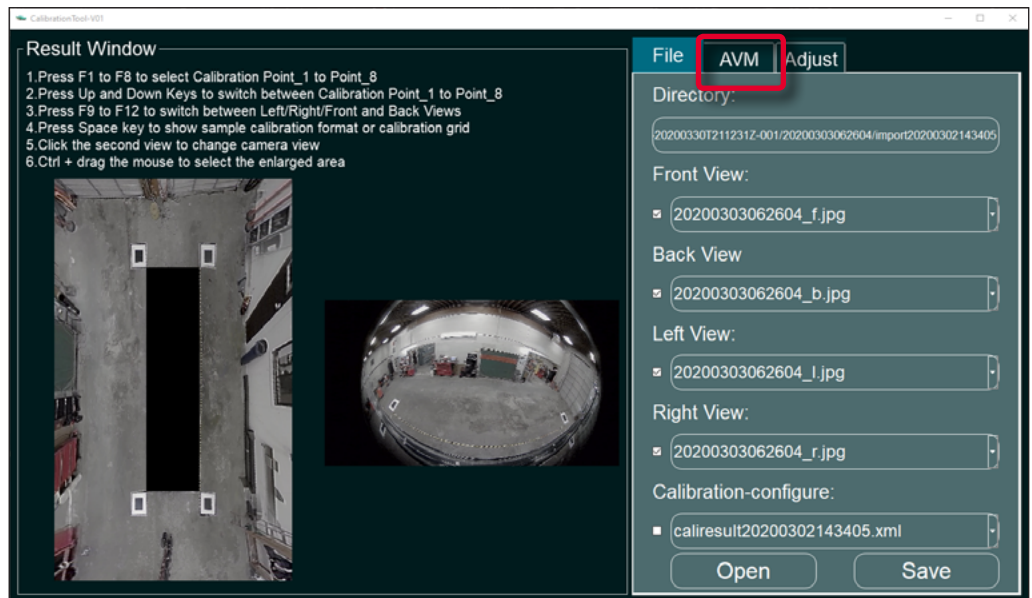 CalibrationTool-V01
Result Window
1.Press F1 to F8 to select Calibration Point_1 to Point_8
2.Press Up and Down Keys to switch between Calibration Point_1 to Point_8
3.Press F9 to F12 to switch between Left/Right/Front and Back Views
4.Press Space key to show sample calibration format or calibration grid
5.Click the second view to change camera view
6.Ctrl + drag the mouse to select the enlarged area
File AVM Adjust
Directory:
20200330T211231Z-001/20200303062604/import20200302143405
Front View:
20200303062604_f.jpg
Back View
20200303062604_b.jpg
Left View:
20200303062604_l.jpg
Right View:
20200303062604_r.jpg
Calibration-configure:
caliresult20200302143405.xml
Open Save